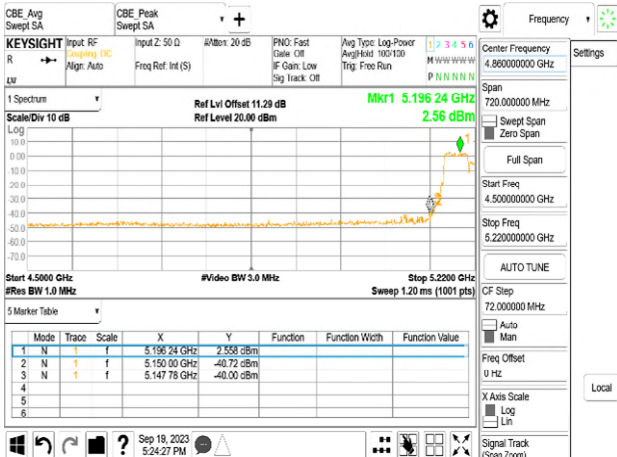 CBE_Avg
Swept SA
CBE_Peak
Swept SA
+
KEYSIGHT
R
Input: RF
Coupling: DC
Align: Auto
Input Z: 50 Ω
Freq Ref: Int (S)
#Atten: 20 dB
PNO: Fast
Gate: Off
IF Gain: Low
Sig Track: Off
Avg Type: Log-Power
Avg|Hold: 100/100
Trig: Free Run
1 2 3 4 5 6
M W W W W W
P N N N N N
1 Spectrum
Scale/Div 10 dB
Ref Lvl Offset 11.29 dB
Ref Level 20.00 dBm
Mkr1 5.196 24 GHz
2.56 dBm
Log
10.0
0.00
-10.0
-20.0
-30.0
-40.0
-50.0
-60.0
-70.0
1
2
Start 4.5000 GHz
#Res BW 1.0 MHz
#Video BW 3.0 MHz
Stop 5.2200 GHz
Sweep 1.20 ms (1001 pts)
5 Marker Table
Mode Trace Scale X Y Function Function Width Function Value
1 N 1 f 5.196 24 GHz 2.558 dBm
2 N 1 f 5.150 00 GHz -40.72 dBm
3 N 1 f 5.147 78 GHz -40.00 dBm
4
5
6
Sep 19, 2023
5:24:27 PM
?
Frequency
Settings
Center Frequency
4.860000000 GHz
Span
720.000000 MHz
Swept Span
Zero Span
Full Span
Start Freq
4.500000000 GHz
Stop Freq
5.220000000 GHz
AUTO TUNE
CF Step
72.000000 MHz
Auto
Man
Freq Offset
0 Hz
X Axis Scale
Log
Lin
Signal Track
(Span Zoom)
Local